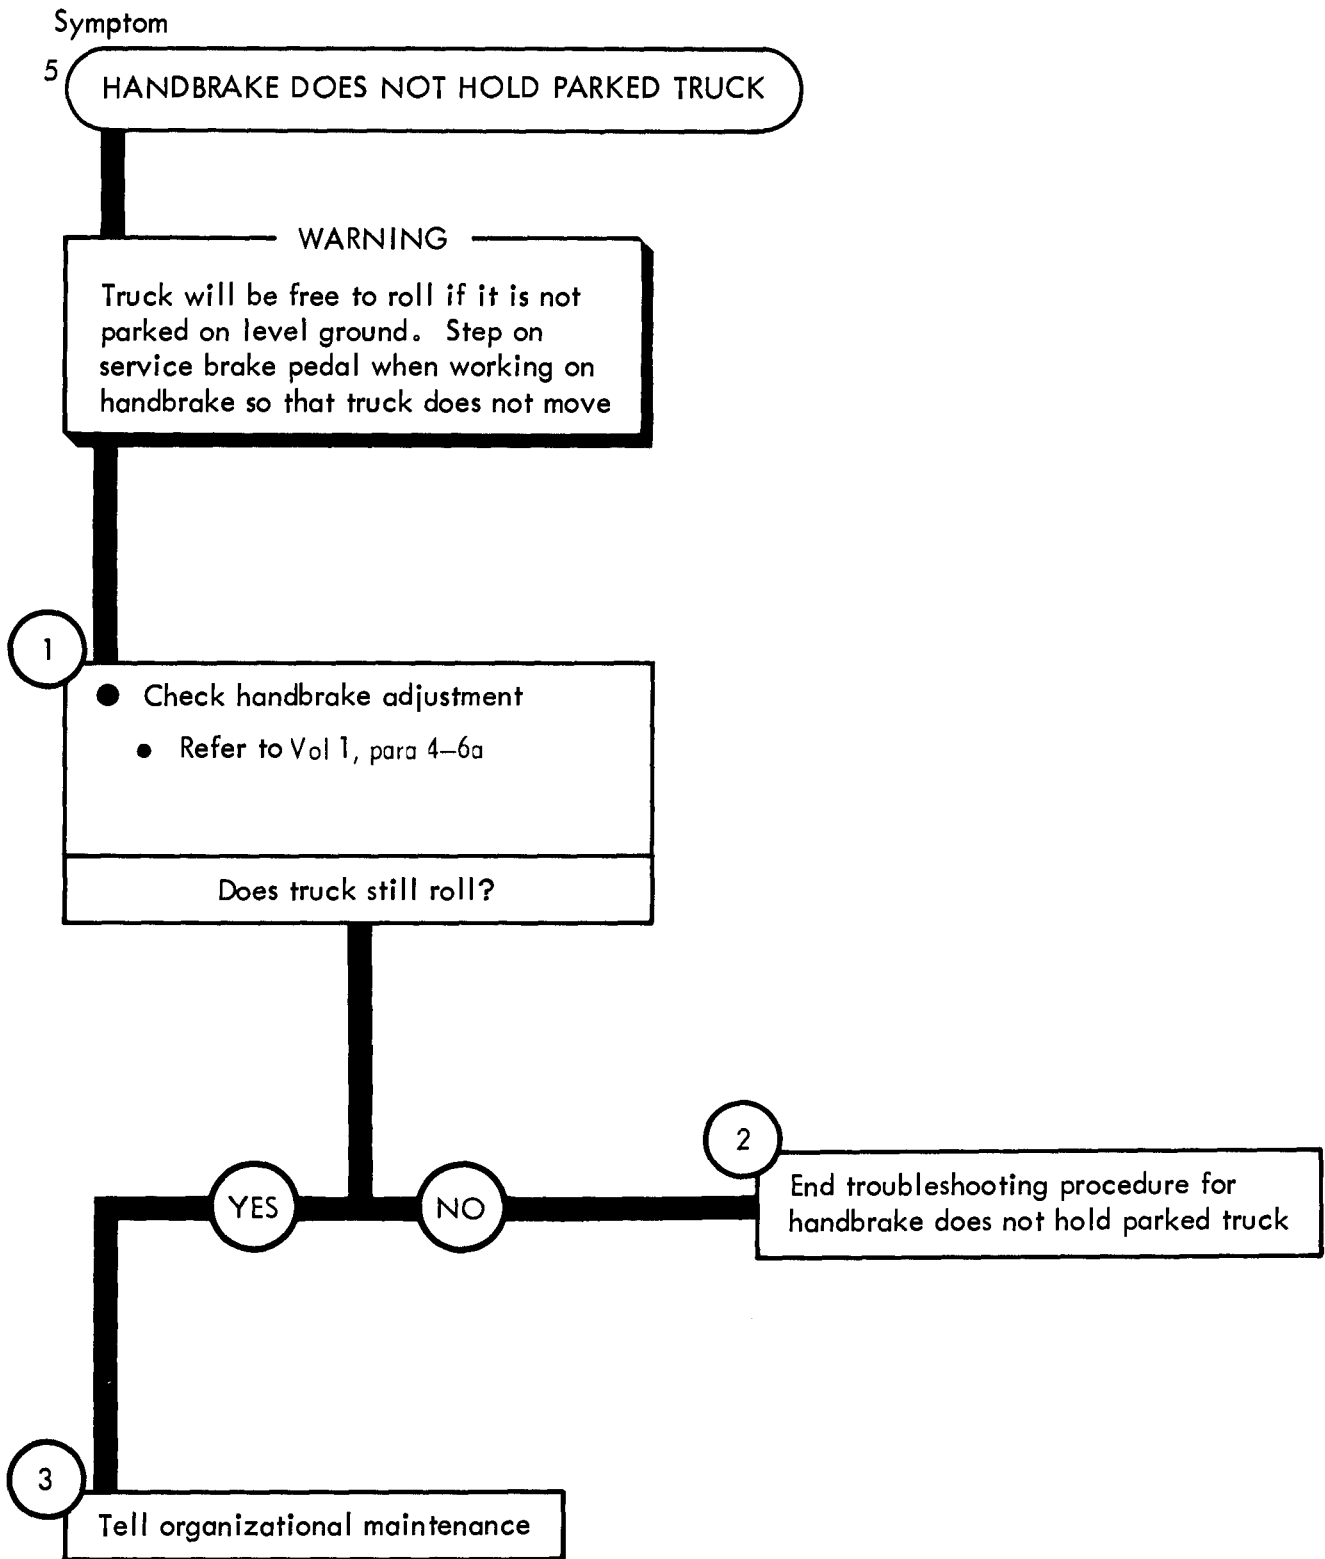 Symptom
5
HANDBRAKE DOES NOT HOLD PARKED TRUCK
WARNING
Truck will be free to roll if it is not
parked on level ground. Step on
service brake pedal when working on
handbrake so that truck does not move
1
● Check handbrake adjustment
● Refer to Vol 1, para 4–6a
Does truck still roll?
YES
NO
2
End troubleshooting procedure for
handbrake does not hold parked truck
3
Tell organizational maintenance